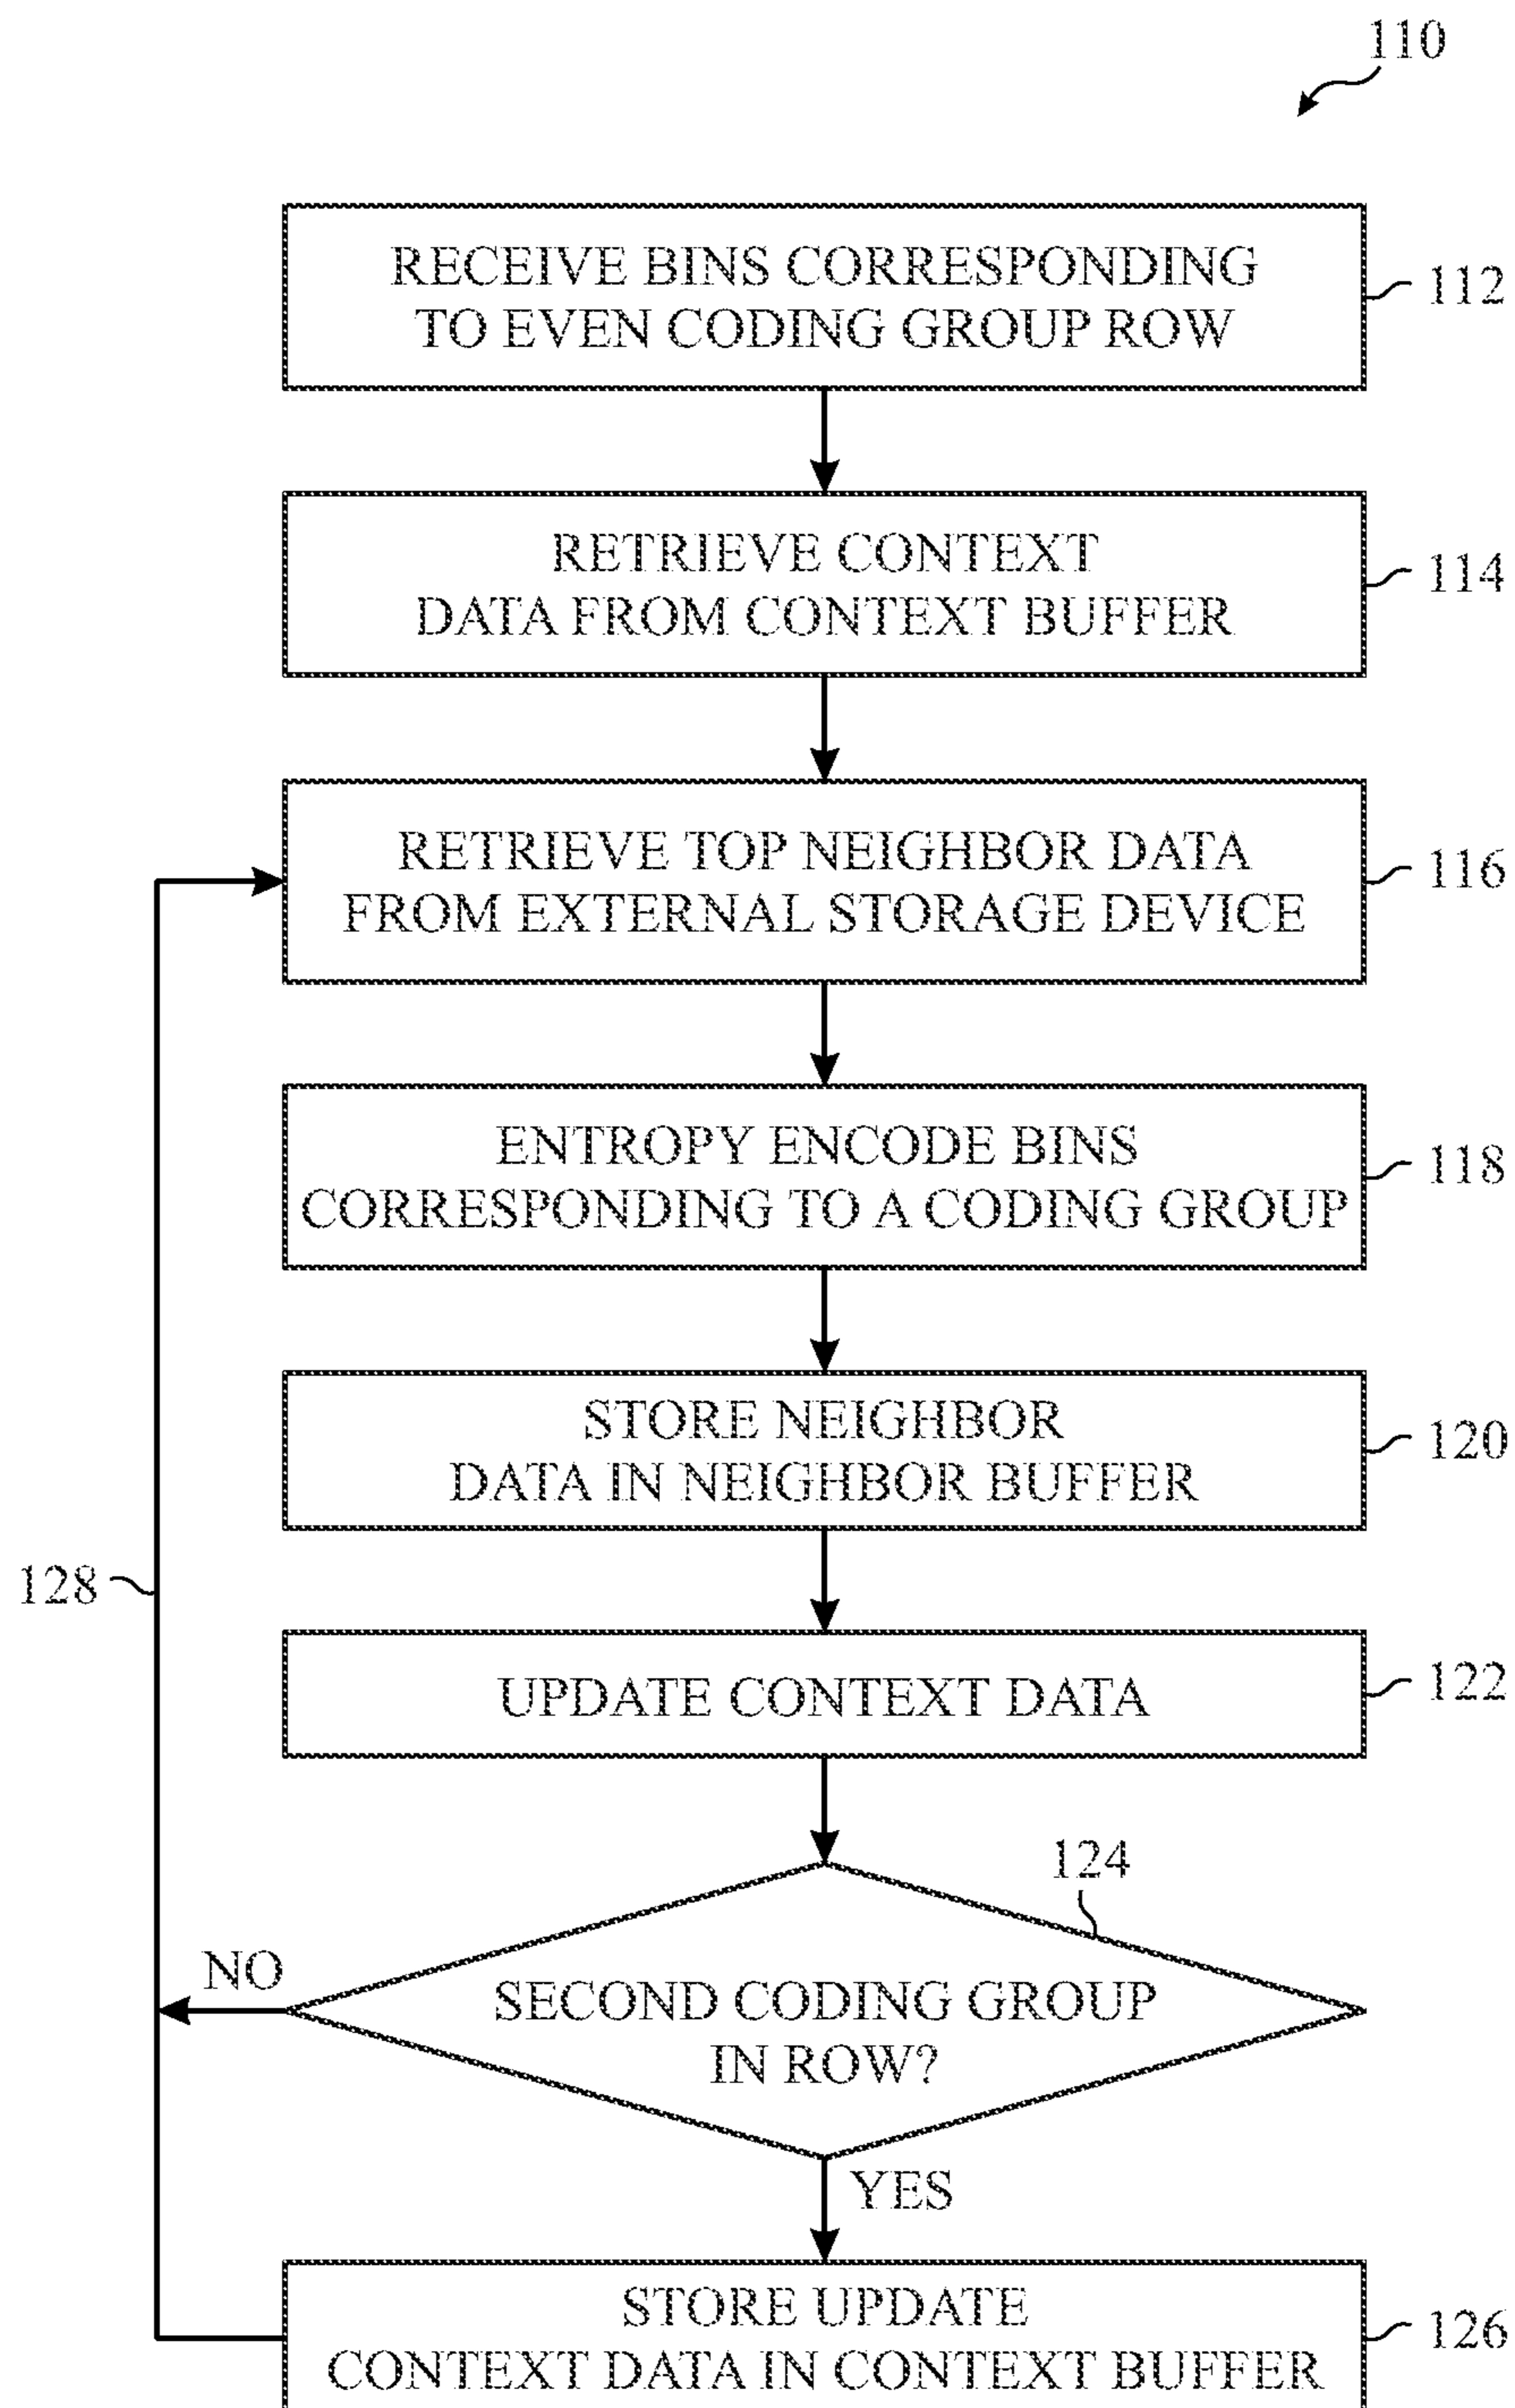 110
RECEIVE BINS CORRESPONDING
TO EVEN CODING GROUP ROW
112
RETRIEVE CONTEXT
DATA FROM CONTEXT BUFFER
114
RETRIEVE TOP NEIGHBOR DATA
FROM EXTERNAL STORAGE DEVICE
116
ENTROPY ENCODE BINS
CORRESPONDING TO A CODING GROUP
118
STORE NEIGHBOR
DATA IN NEIGHBOR BUFFER
120
128
UPDATE CONTEXT DATA
122
124
NO
SECOND CODING GROUP
IN ROW?
YES
STORE UPDATE
CONTEXT DATA IN CONTEXT BUFFER
126